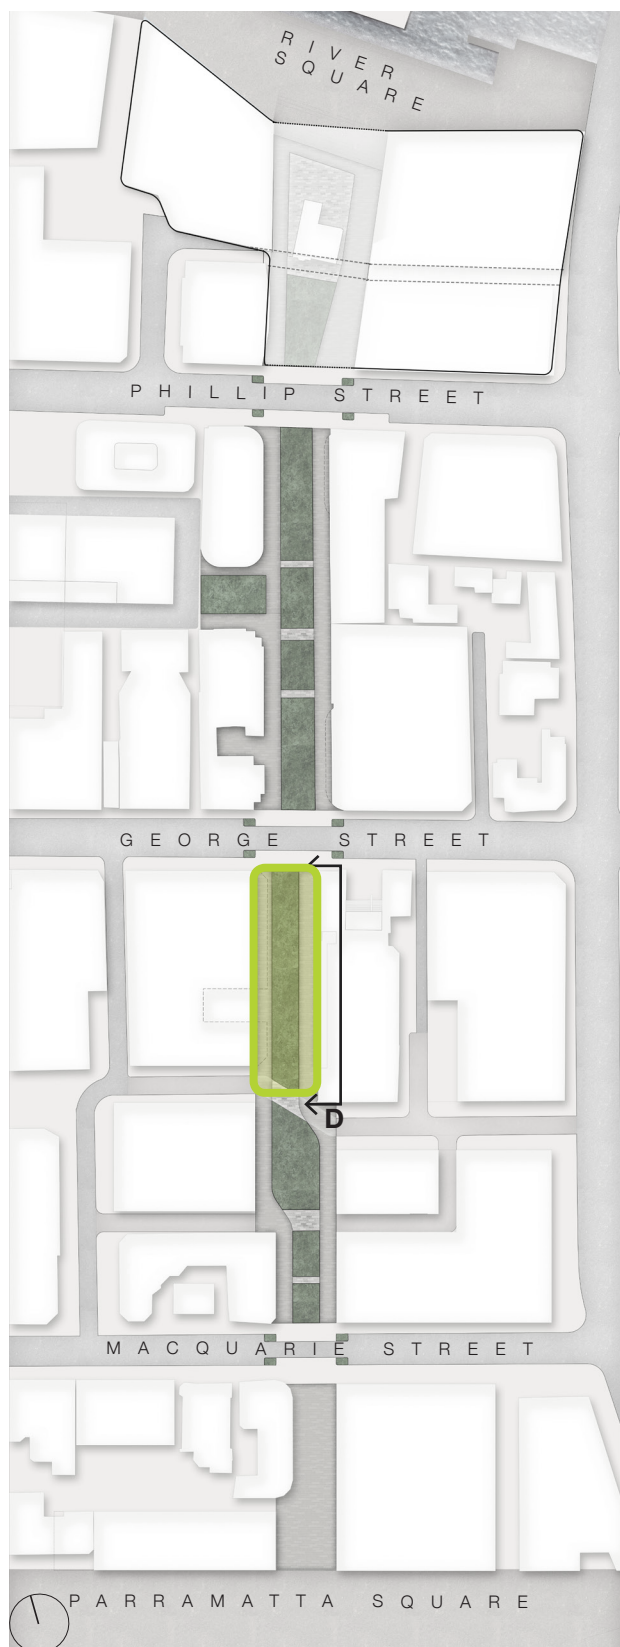 RIVER
SQUARE
PHILLIP STREET
GEORGE STREET
D
MACQUARIE STREET
PARRAMATTA SQUARE